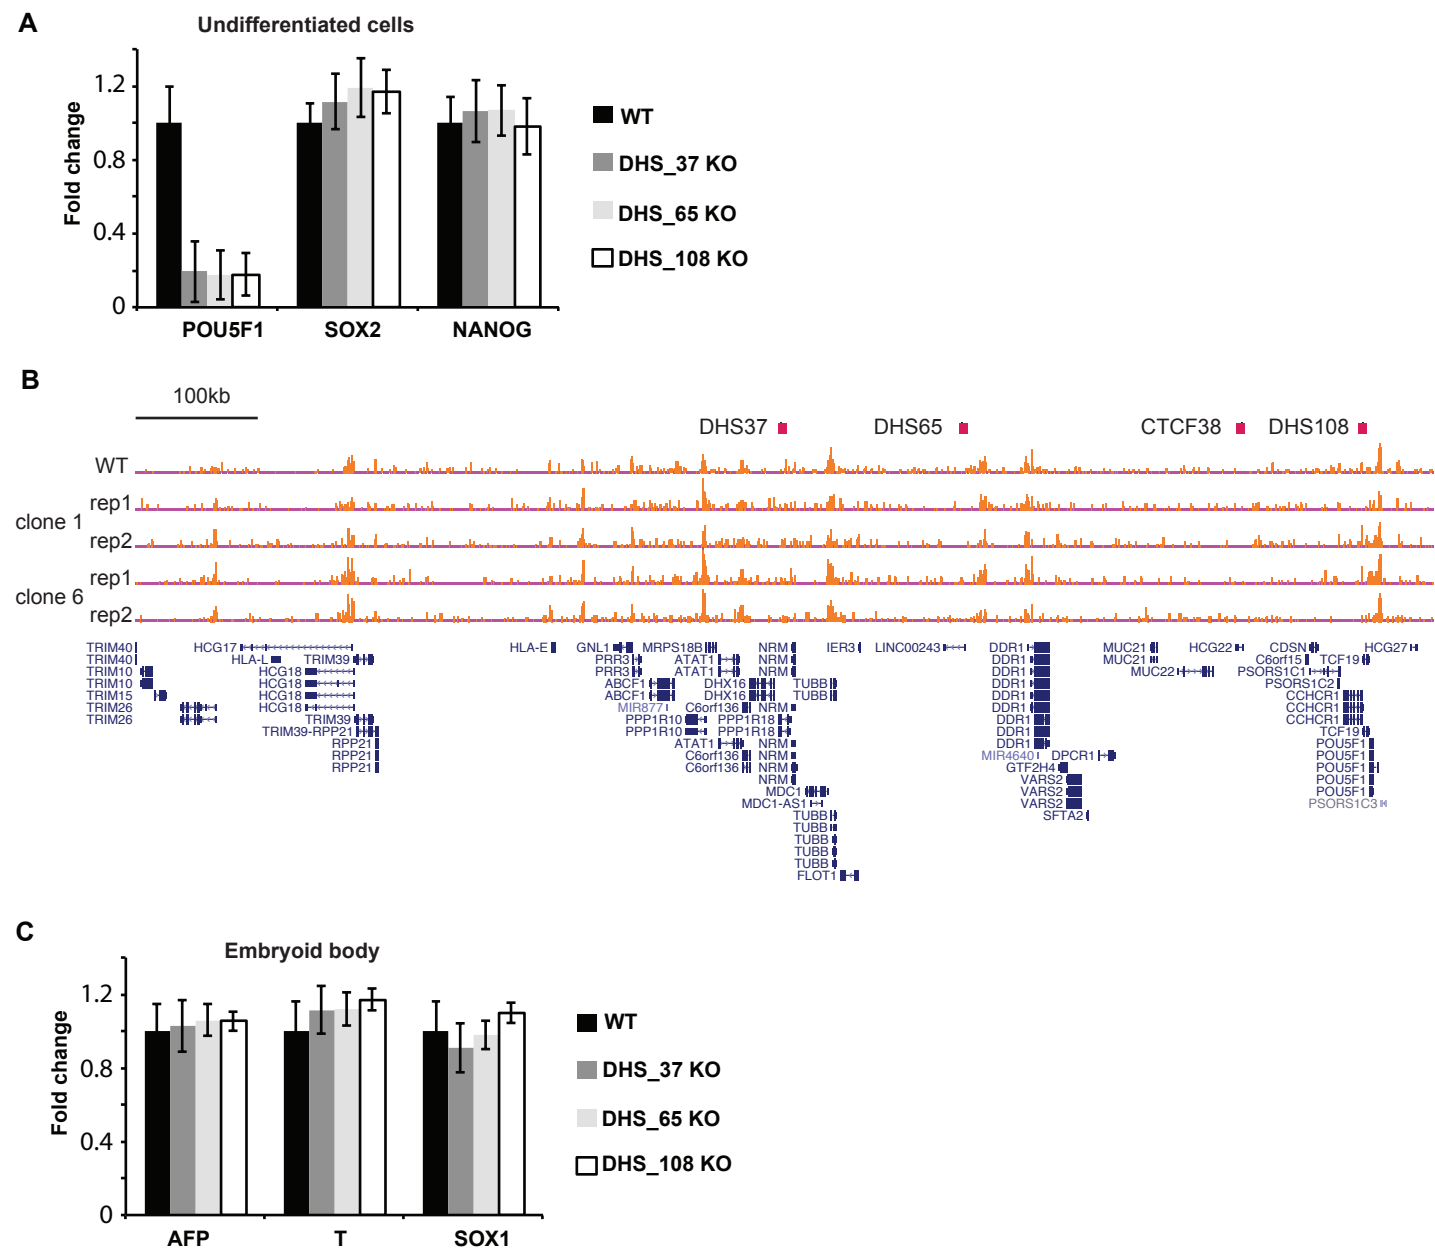 A
Undifferentiated cells
Fold change
1.2
0.8
0.4
0
POU5F1 SOX2 NANOG
WT
DHS_37 KO
DHS_65 KO
DHS_108 KO
B
100kb
DHS37 DHS65 CTCF38 DHS108
WT
clone 1
rep1
rep2
clone 6
rep1
rep2
TRIM40 HCG17 HLA-E GNL1 MRPS18B NRM IER3 LINC00243 DDR1 MUC21 HCG22 CDSN HCG27
TRIM40 HLA-L TRIM39 PRR3 ATAT1 NRM DDR1 MUC21 C6orf15 TCF19
TRIM10 HCG18 PRR3 ATAT1 NRM DDR1 MUC22 PSORS1C1
TRIM10 HCG18 ABCF1 DHX16 TUBB DDR1 PSORS1C2
TRIM15 HCG18 ABCF1 DHX16 TUBB DDR1 CCHCR1
TRIM26 HCG18 MIR877 C6orf136 NRM DDR1 CCHCR1
TRIM26 TRIM39 PPP1R10 PPP1R18 DDR1 CCHCR1
TRIM39-RPP21 PPP1R10 PPP1R18 NRM DDR1 TCF19
RPP21 ATAT1 NRM DDR1 POU5F1
RPP21 C6orf136 NRM MIR4640 DPCR1 POU5F1
RPP21 C6orf136 NRM GTF2H4 POU5F1
NRM VARS2 POU5F1
MDC1 VARS2 POU5F1
MDC1-AS1 VARS2 PSORS1C3
TUBB SFTA2
TUBB
TUBB
TUBB
TUBB
FLOT1
C
Embryoid body
Fold change
1.2
0.8
0.4
0
AFP T SOX1
WT
DHS_37 KO
DHS_65 KO
DHS_108 KO